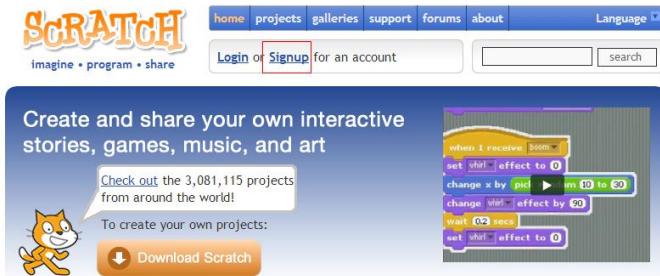 SCRATCH
imagine • program • share
home projects galleries support forums about Language
Login or Signup for an account
search
Create and share your own interactive
stories, games, music, and art
Check out the 3,081,115 projects
from around the world!
To create your own projects:
Download Scratch
when I receive boom
set whirl effect to 0
change x by 10 to 30
change whirl effect by 90
wait 0.2 secs
set whirl effect to 0